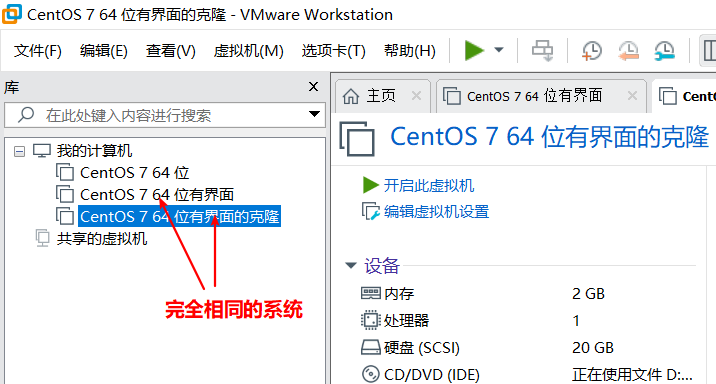 CentOS 7 64 位有界面的克隆 - VMware Workstation
文件(F) 编辑(E) 查看(V) 虚拟机(M) 选项卡(T) 帮助(H)
库
在此处键入内容进行搜索
我的计算机
CentOS 7 64 位
CentOS 7 64 位有界面
CentOS 7 64 位有界面的克隆
共享的虚拟机
完全相同的系统
主页 CentOS 7 64 位有界面 CentO
CentOS 7 64 位有界面的克隆
开启此虚拟机
编辑虚拟机设置
设备
内存 2 GB
处理器 1
硬盘 (SCSI) 20 GB
CD/DVD (IDE) 正在使用文件 D:...